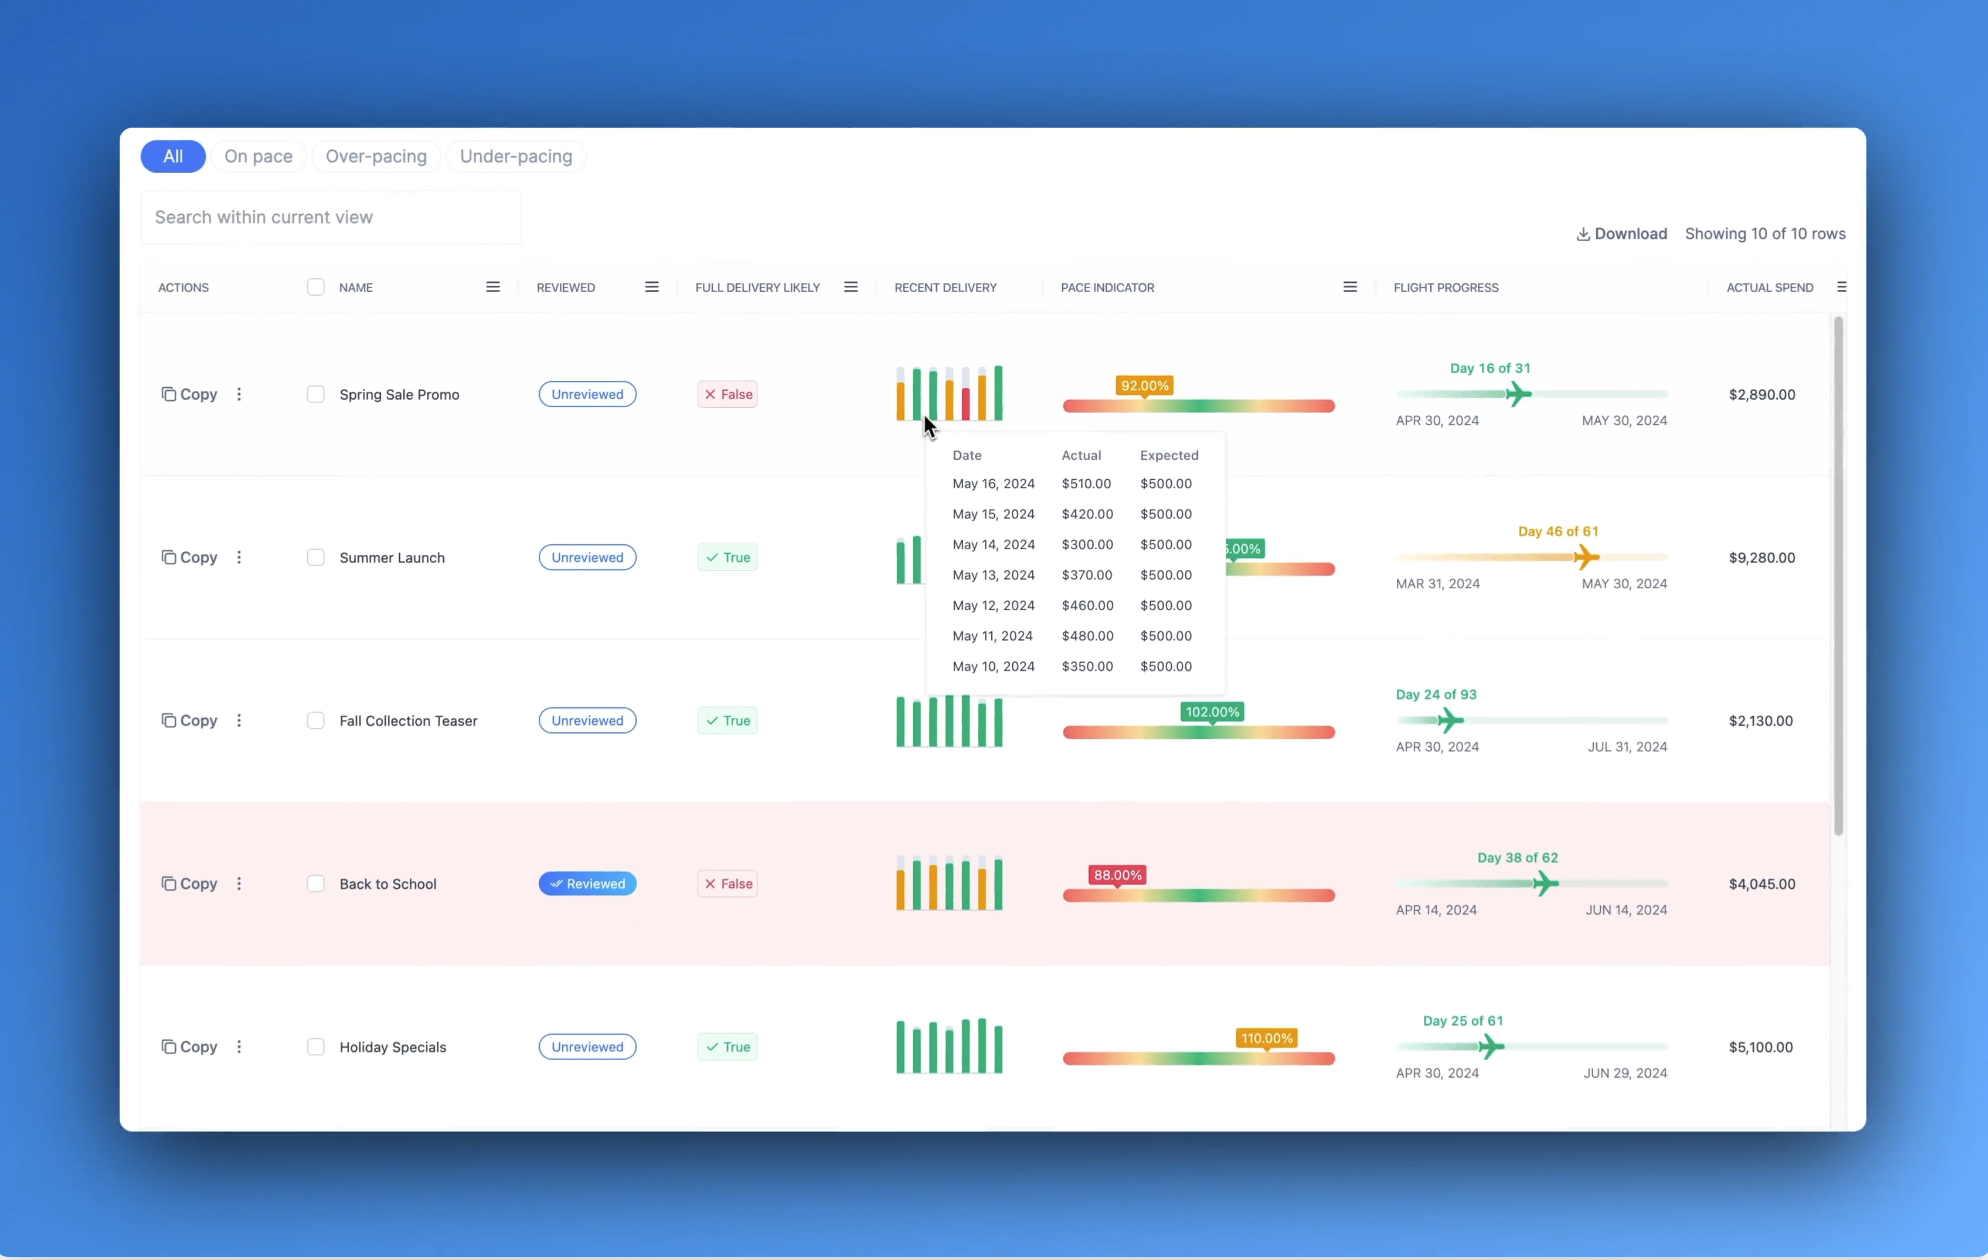 All On pace Over-pacing Under-pacing
Search within current view
Download Showing 10 of 10 rows
ACTIONS NAME REVIEWED FULL DELIVERY LIKELY RECENT DELIVERY PACE INDICATOR FLIGHT PROGRESS ACTUAL SPEND
Day 16 of 31
92.00%
Copy Spring Sale Promo Unreviewed False $2,890.00
APR 30, 2024 MAY 30, 2024
Date Actual Expected
May 16, 2024 $510.00 $500.00
May 15, 2024 $420.00 $500.00
May 14, 2024 $300.00 $500.00
May 13, 2024 $370.00 $500.00
May 12, 2024 $460.00 $500.00
May 11, 2024 $480.00 $500.00
May 10, 2024 $350.00 $500.00
Day 46 of 61
5.00%
Copy Summer Launch Unreviewed True $9,280.00
MAR 31, 2024 MAY 30, 2024
Day 24 of 93
102.00%
Copy Fall Collection Teaser Unreviewed True $2,130.00
APR 30, 2024 JUL 31, 2024
Day 38 of 62
88.00%
Copy Back to School Reviewed False $4,045.00
APR 14, 2024 JUN 14, 2024
Day 25 of 61
110.00%
Copy Holiday Specials Unreviewed True $5,100.00
APR 30, 2024 JUN 29, 2024